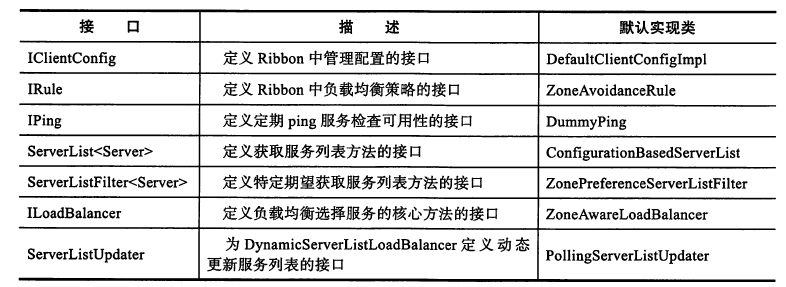 接 口 描 述 默认实现类
IClientConfig 定义 Ribbon 中管理配置的接口 DefaultClientConfigImpl
IRule 定义 Ribbon 中负载均衡策略的接口 ZoneAvoidanceRule
IPing 定义定期 ping 服务检查可用性的接口 DummyPing
ServerList<Server> 定义获取服务列表方法的接口 ConfigurationBasedServerList
ServerListFilter<Server> 定义特定期望获取服务列表方法的接口 ZonePreferenceServerListFilter
ILoadBalancer 定义负载均衡选择服务的核心方法的接口 ZoneAwareLoadBalancer
ServerListUpdater 为 DynamicServerListLoadBalancer 定义动态 PollingServerListUpdater
更新服务列表的接口